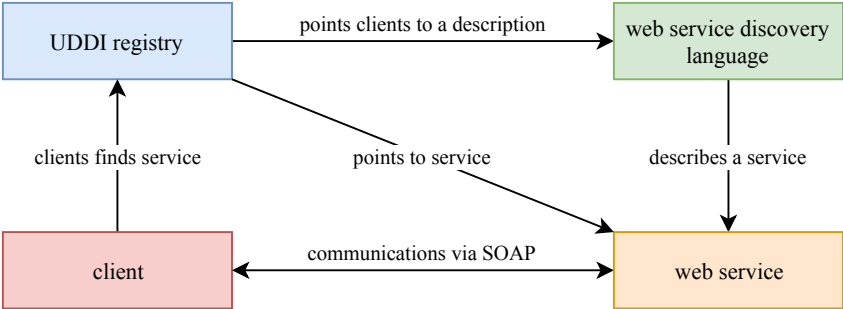 UDDI registry
points clients to a description
web service discovery
language
clients finds service
points to service
describes a service
client
communications via SOAP
web service